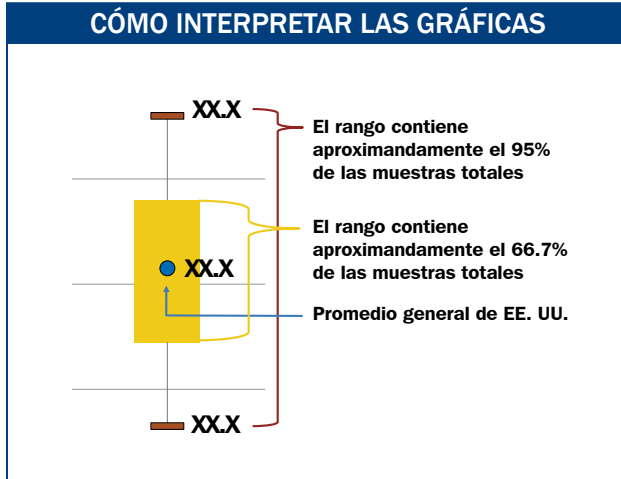 CÓMO INTERPRETAR LAS GRÁFICAS
XX.X
El rango contiene
aproximandamente el 95%
de las muestras totales
El rango contiene
aproximandamente el 66.7%
de las muestras totales
XX.X
Promedio general de EE. UU.
XX.X